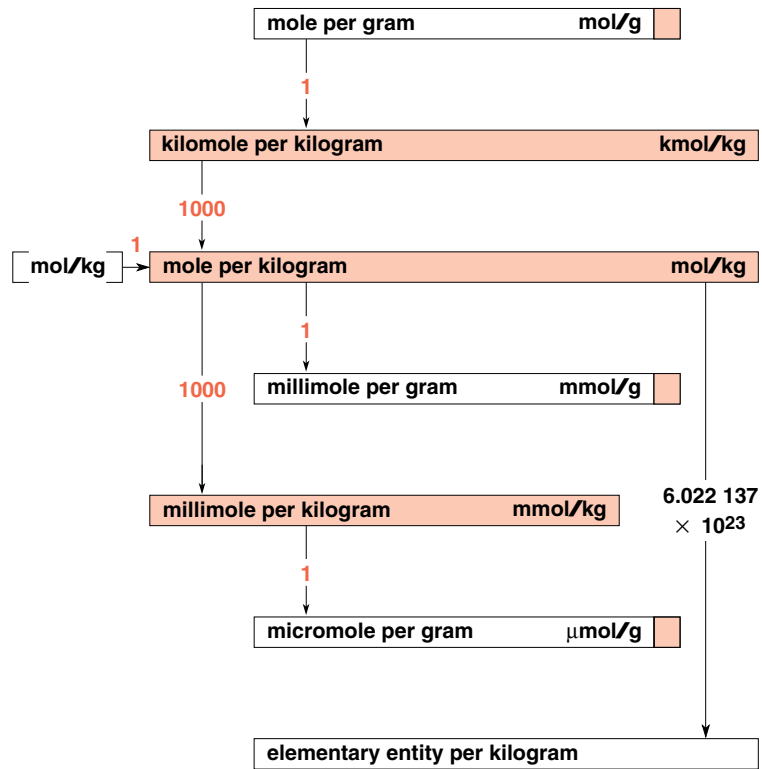 mole per gram mol/g
1
kilomole per kilogram kmol/kg
1000
1
mol/kg
mole per kilogram mol/kg
1
millimole per gram mmol/g
1000
millimole per kilogram mmol/kg
6.022 137
× 10²³
1
micromole per gram μmol/g
elementary entity per kilogram